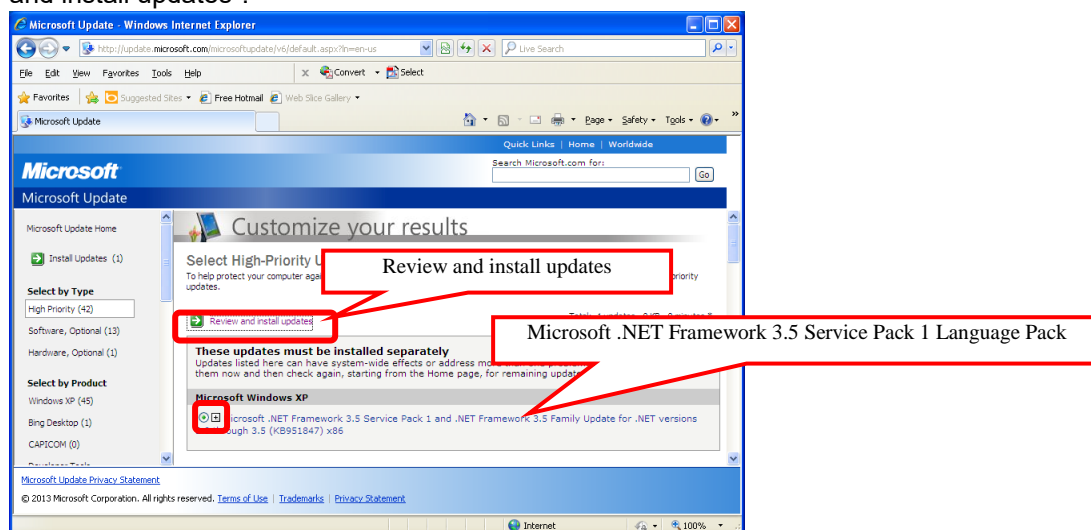 and install updates".
Microsoft Update - Windows Internet Explorer
http://update.microsoft.com/microsoftupdate/v6/default.aspx?ln=en-us
Live Search
File Edit View Favorites Tools Help
x Convert Select
Favorites Suggested Sites Free Hotmail Web Slice Gallery
Microsoft Update
Page Safety Tools »
Quick Links | Home | Worldwide
Microsoft
Search Microsoft.com for:
Go
Microsoft Update
Microsoft Update Home
Install Updates (1)
Select by Type
High Priority (42)
Software, Optional (13)
Hardware, Optional (1)
Select by Product
Windows XP (45)
Bing Desktop (1)
CAPICOM (0)
Customize your results
Select High-Priority U
To help protect your computer agai
priority
updates.
Review and install updates
Review and install updates
Microsoft .NET Framework 3.5 Service Pack 1 Language Pack
These updates must be installed separately
Updates listed here can have system-wide effects or address
them now and then check again, starting from the Home page, for remaining
Microsoft Windows XP
icrosoft .NET Framework 3.5 Service Pack 1 and .NET Framework 3.5 Family Update for .NET versions
3.5 (KB951847) x86
Microsoft Update Privacy Statement
© 2013 Microsoft Corporation. All rights reserved. Terms of Use | Trademarks | Privacy Statement
Internet
100%